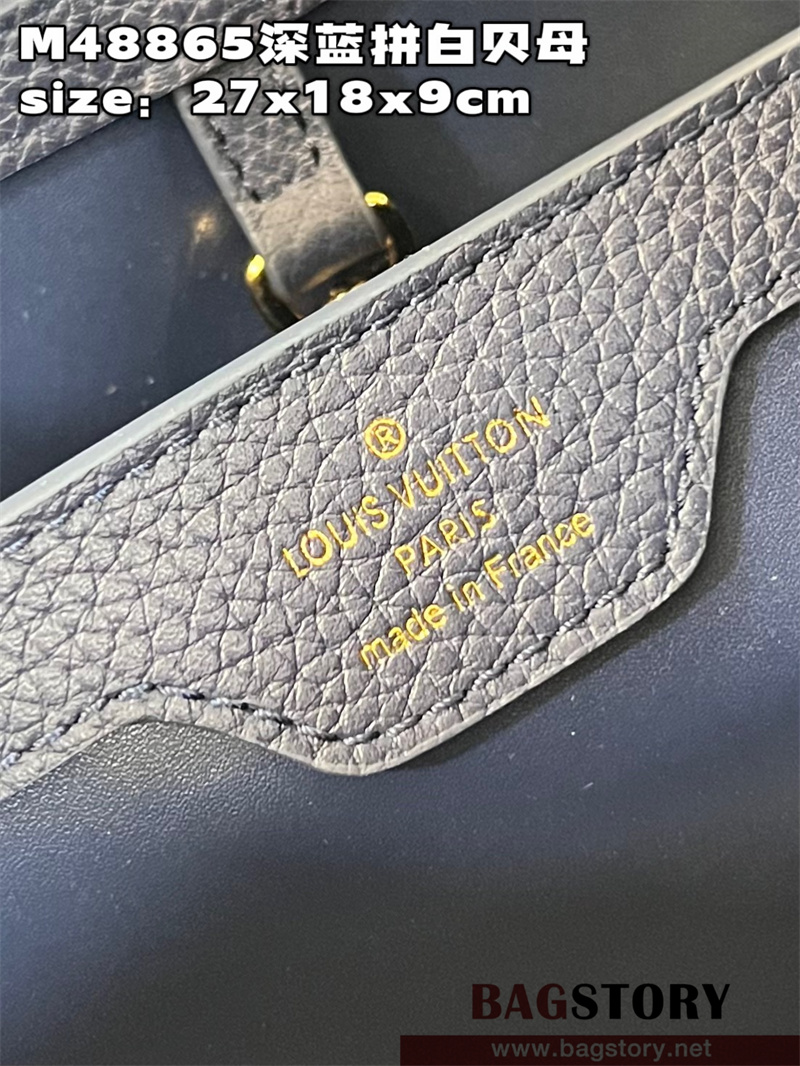 M48865深蓝拼白贝母
size：27x18x9cm
®
LOUIS VUITTON
PARIS
made in France
BAGSTORY
www.bagstory.net